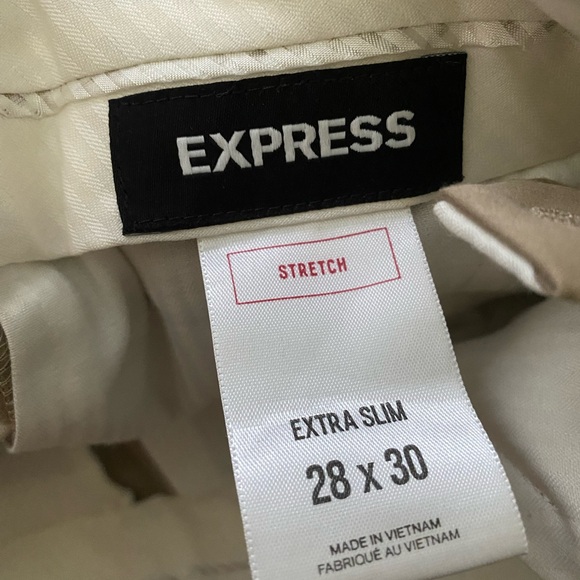 EXPRESS
STRETCH
EXTRA SLIM
28 x 30
MADE IN VIETNAM
FABRIQUÉ AU VIETNAM